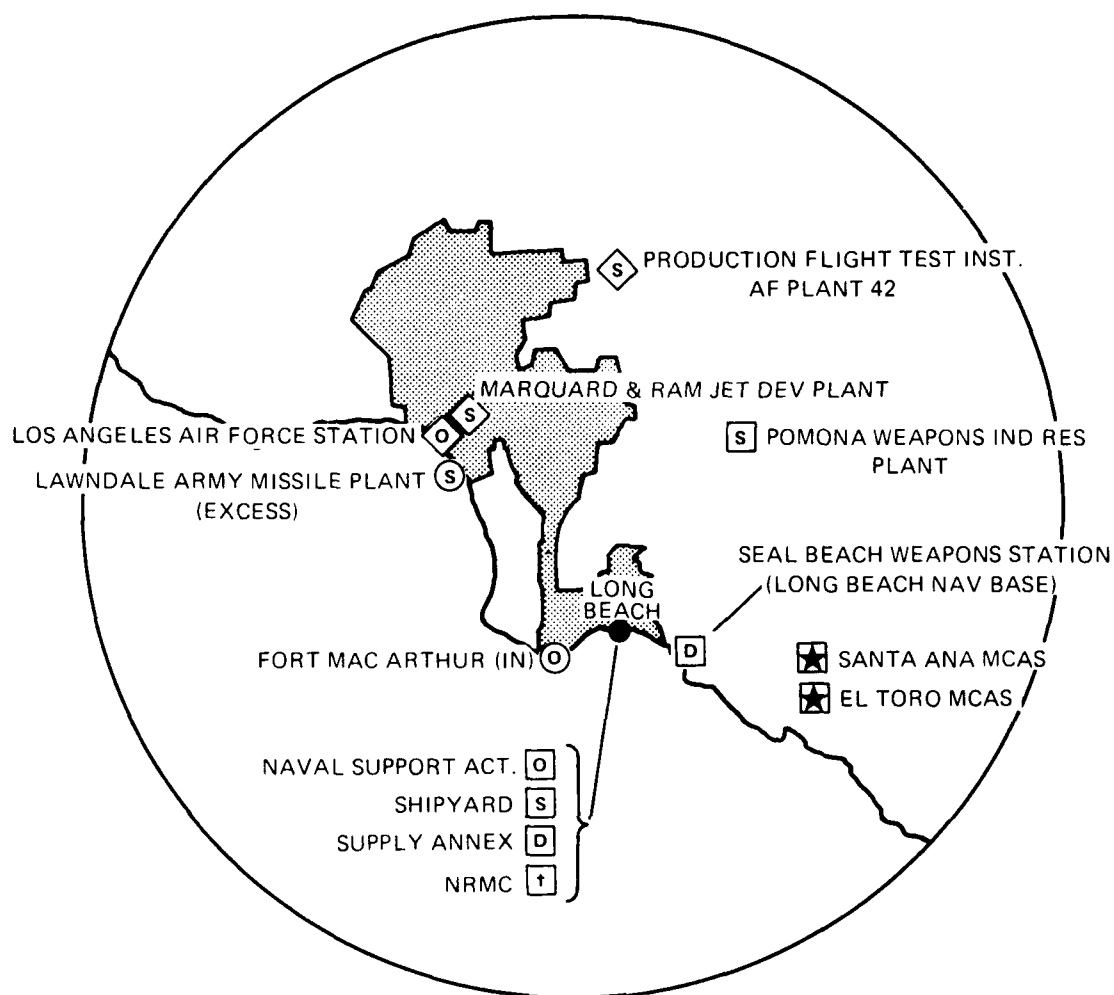 S PRODUCTION FLIGHT TEST INST.
AF PLANT 42
S MARQUARD & RAM JET DEV PLANT
LOS ANGELES AIR FORCE STATION O
S POMONA WEAPONS IND RES
PLANT
LAWNDALE ARMY MISSILE PLANT S
(EXCESS)
SEAL BEACH WEAPONS STATION
(LONG BEACH NAV BASE)
LONG
BEACH
D
FORT MAC ARTHUR (IN) O
SANTA ANA MCAS
EL TORO MCAS
NAVAL SUPPORT ACT. O
SHIPYARD S
SUPPLY ANNEX D
NRMC †